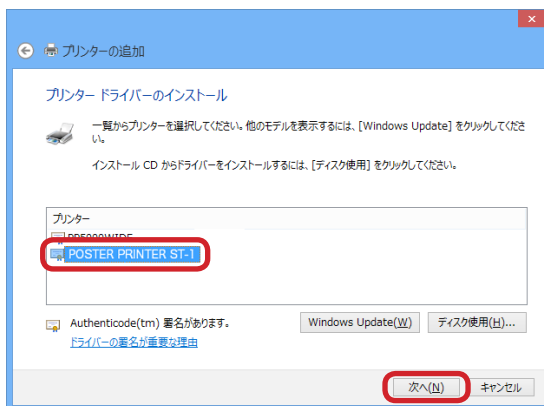 プリンターの追加
プリンター ドライバーのインストール
一覧からプリンターを選択してください。他のモデルを表示するには、[Windows Update] をクリックしてくださ
い。
インストール CD からドライバーをインストールするには、[ディスク使用] をクリックしてください。
プリンター
POSTER PRINTER ST-1
Authenticode(tm) 署名があります。
Windows Update(W) ディスク使用(H)...
ドライバーの署名が重要な理由
次へ(N) キャンセル